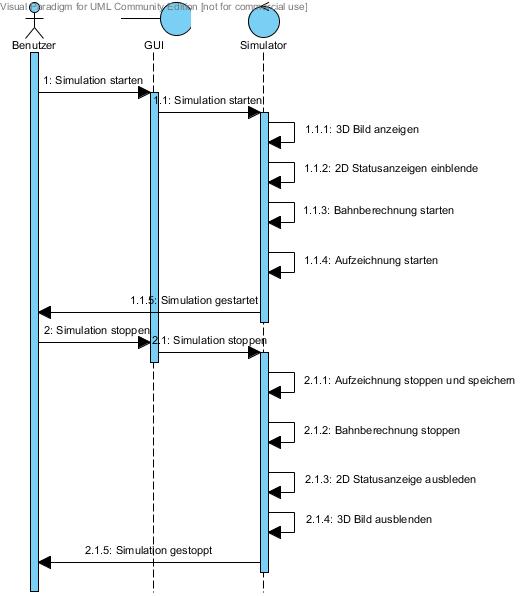 Visual Paradigm for UML Community Edition [not for commercial use]
Benutzer
GUI
Simulator
1: Simulation starten
1.1: Simulation starten
1.1.1: 3D Bild anzeigen
1.1.2: 2D Statusanzeigen einblende
1.1.3: Bahnberechnung starten
1.1.4: Aufzeichnung starten
1.1.5: Simulation gestartet
2: Simulation stoppen
2.1: Simulation stoppen
2.1.1: Aufzeichnung stoppen und speichern
2.1.2: Bahnberechnung stoppen
2.1.3: 2D Statusanzeige ausbleden
2.1.4: 3D Bild ausblenden
2.1.5: Simulation gestoppt